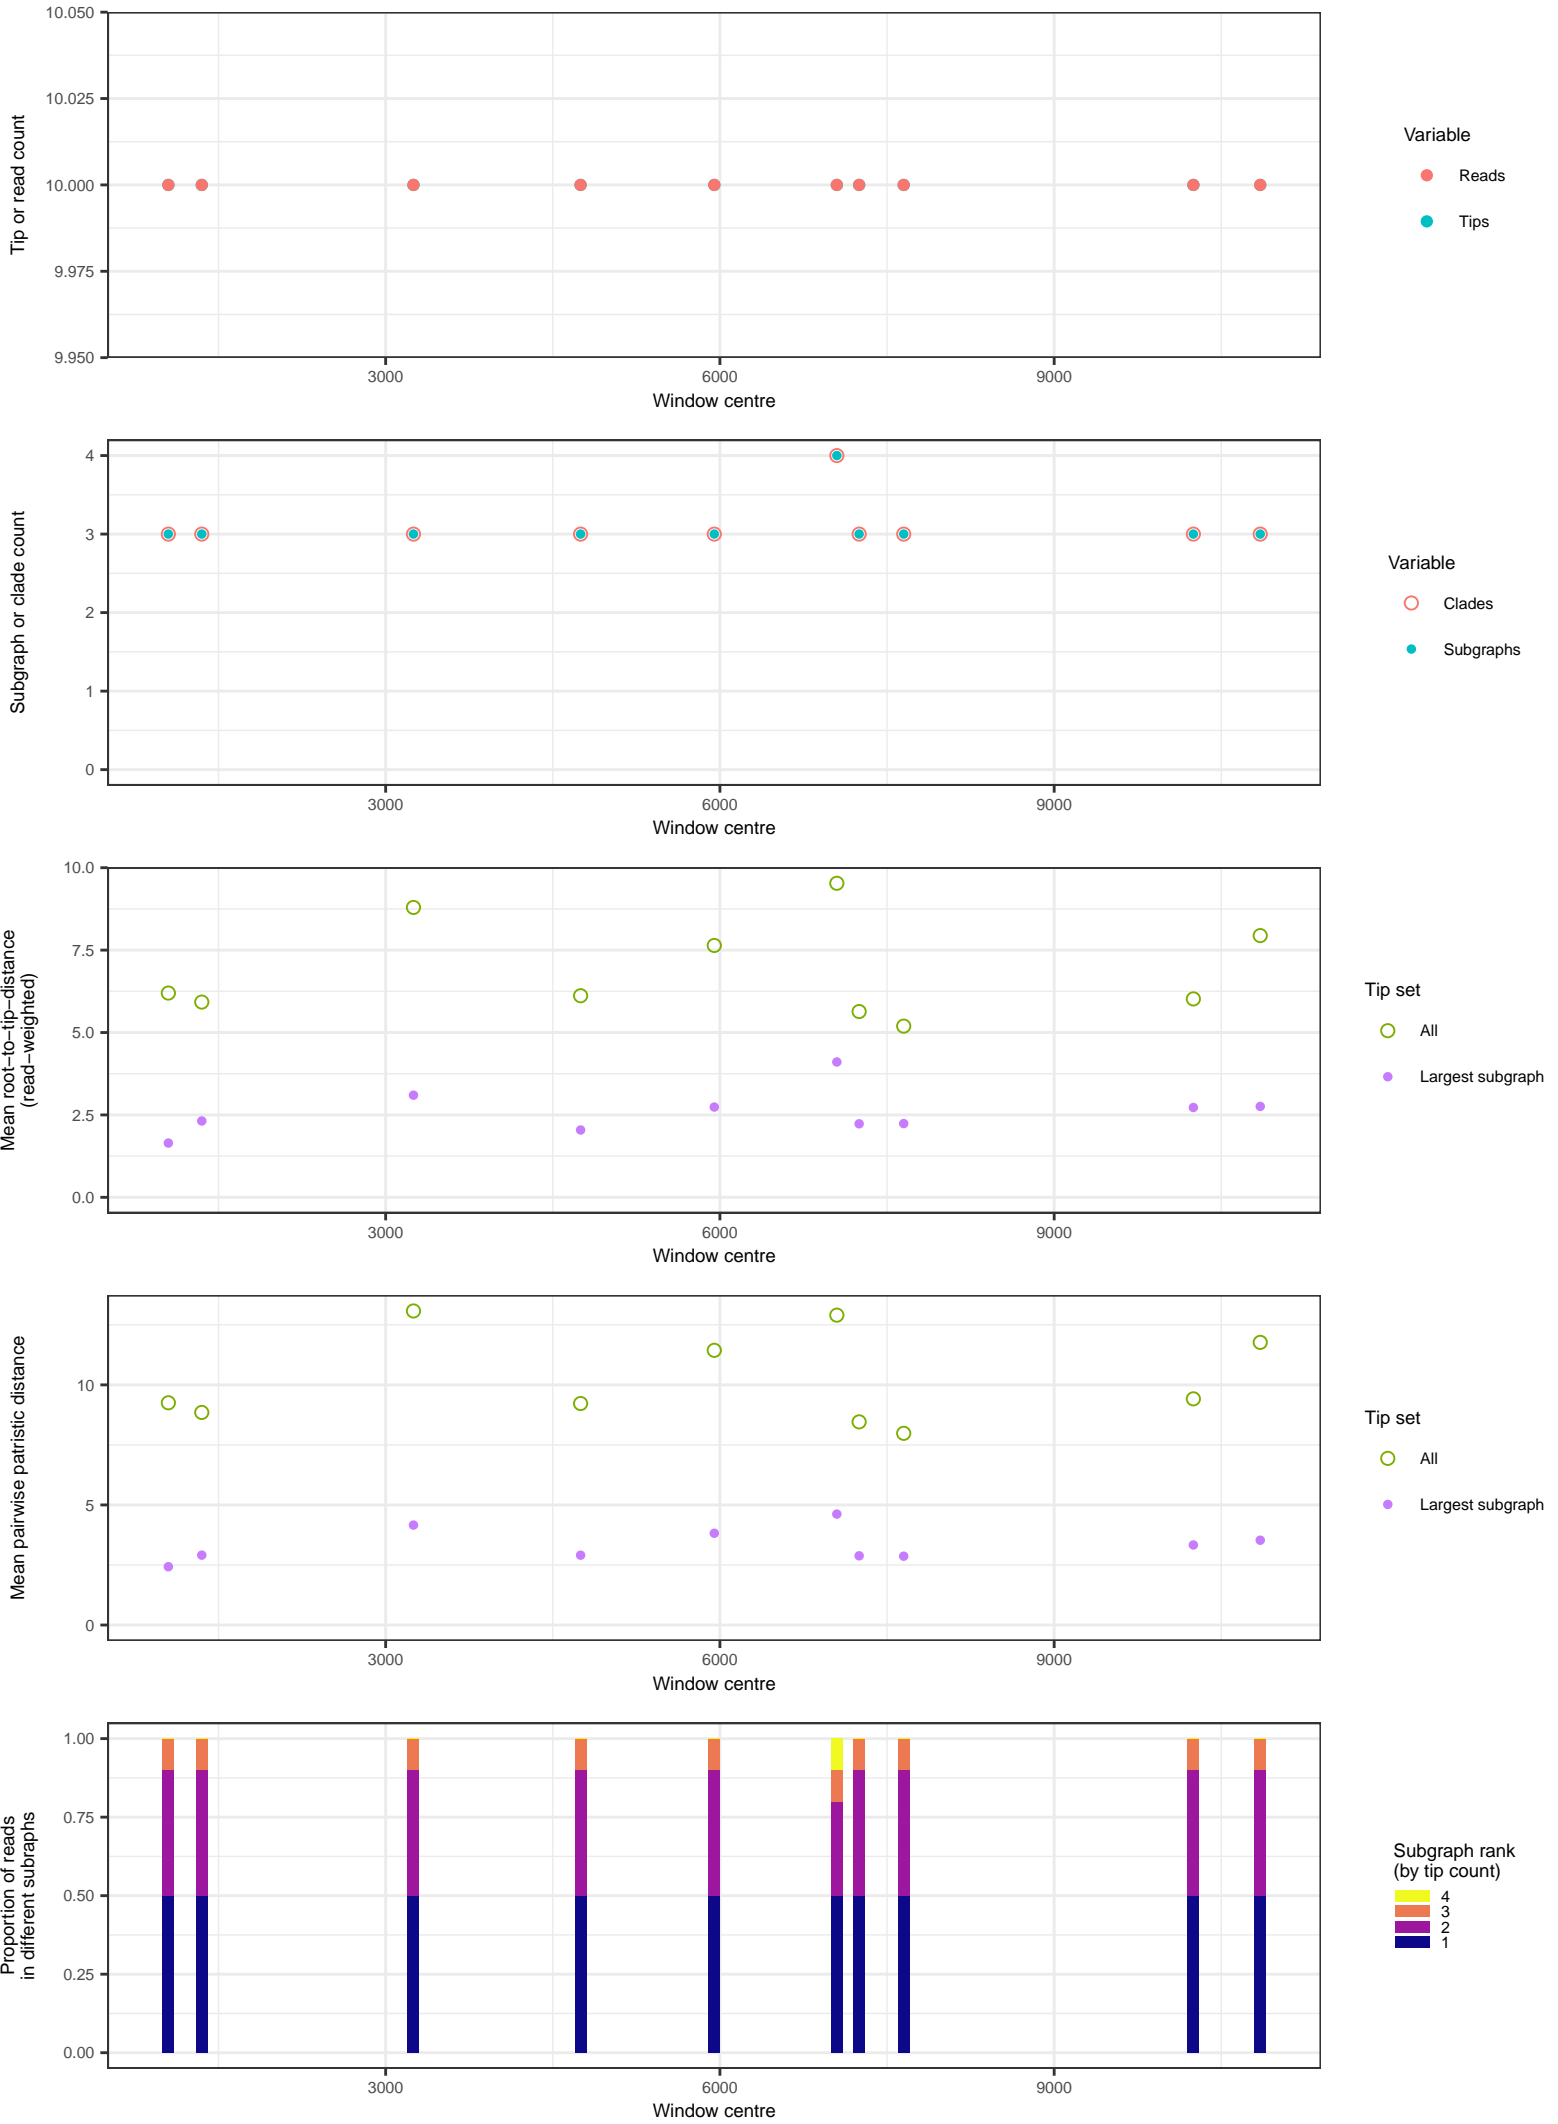 10.050
10.025
10.000
9.975
9.950
Tip or read count
3000
6000
9000
Window centre
Variable
Reads
Tips
4
3
2
1
0
Subgraph or clade count
3000
6000
9000
Window centre
Variable
Clades
Subgraphs
10.0
7.5
5.0
2.5
0.0
Mean root−to−tip−distance
(read−weighted)
3000
6000
9000
Window centre
Tip set
All
Largest subgraph
10
5
0
Mean pairwise patristic distance
3000
6000
9000
Window centre
Tip set
All
Largest subgraph
1.00
0.75
0.50
0.25
0.00
Proportion of reads
in different subraphs
3000
6000
9000
Window centre
Subgraph rank
(by tip count)
4
3
2
1